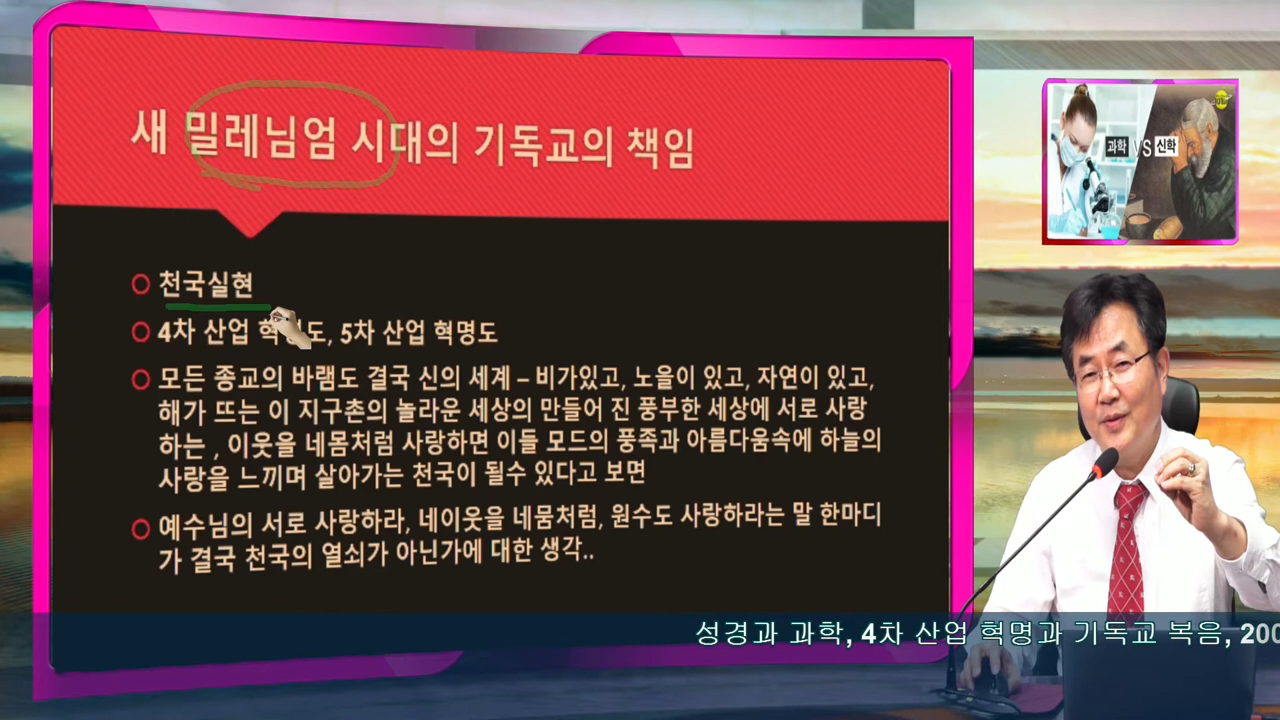 새 밀레님엄 시대의 기독교의 책임
천국실현
4차 산업 도, 5차 산업 혁명도
모든 종교의 바램도 결국 신의 세계 – 비가있고, 노을이 있고, 자연이 있고,
해가 뜨는 이 지구촌의 놀라운 세상의 만들어 진 풍부한 세상에 서로 사랑
하는 , 이웃을 네몸처럼 사랑하면 이들 모드의 풍족과 아름다움속에 하늘의
사랑을 느끼며 살아가는 천국이 될수 있다고 보면
예수님의 서로 사랑하라, 네이웃을 네뭄처럼, 원수도 사랑하라는 말 한마디
가 결국 천국의 열쇠가 아닌가에 대한 생각..
과학 VS 신학
성경과 과학, 4차 산업 혁명과 기독교 복음, 200